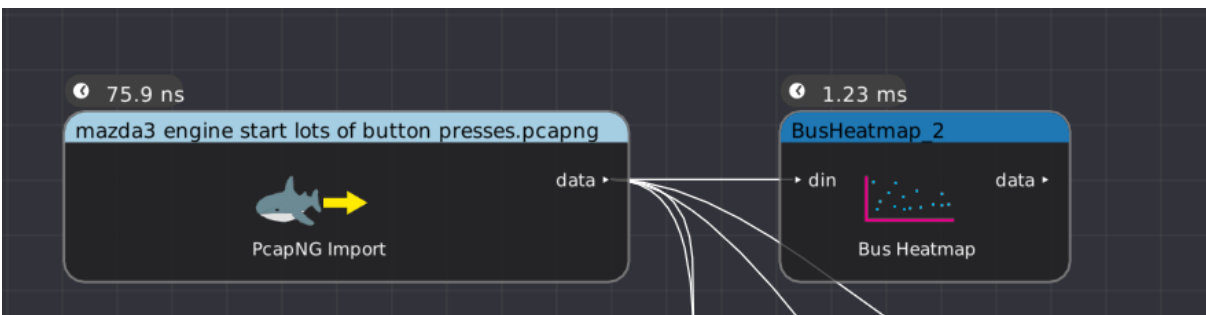 75.9 ns
mazda3 engine start lots of button presses.pcapng
data
PcapNG Import
1.23 ms
BusHeatmap_2
din
data
Bus Heatmap